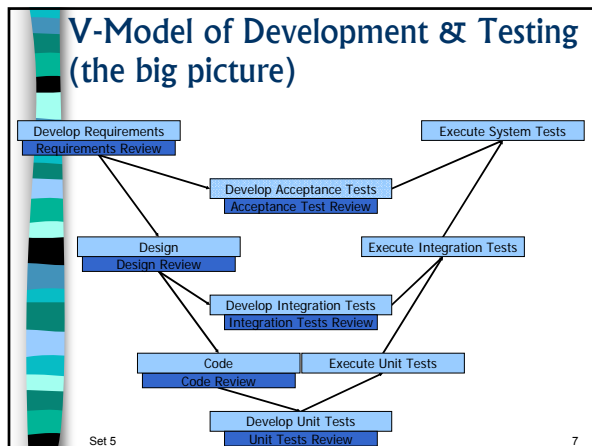 V-Model of Development & Testing
(the big picture)
Develop Requirements
Requirements Review
Execute System Tests
Develop Acceptance Tests
Acceptance Test Review
Design
Design Review
Execute Integration Tests
Develop Integration Tests
Integration Tests Review
Code
Code Review
Execute Unit Tests
Develop Unit Tests
Unit Tests Review
Set 5
7